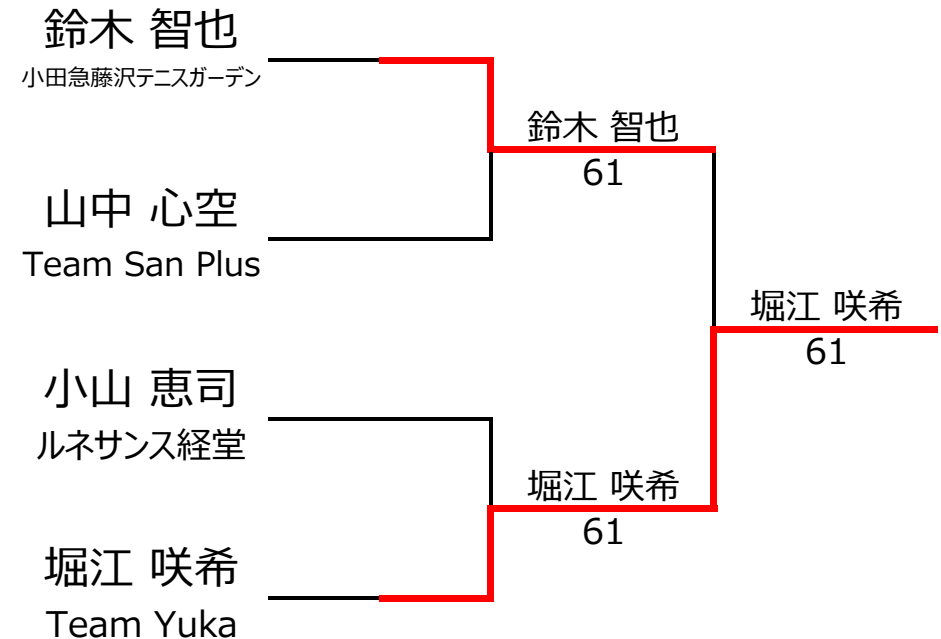 鈴木 智也
小田急藤沢テニスガーデン
鈴木 智也
61
山中 心空
Team San Plus
堀江 咲希
61
小山 恵司
ルネサンス経堂
堀江 咲希
61
堀江 咲希
Team Yuka